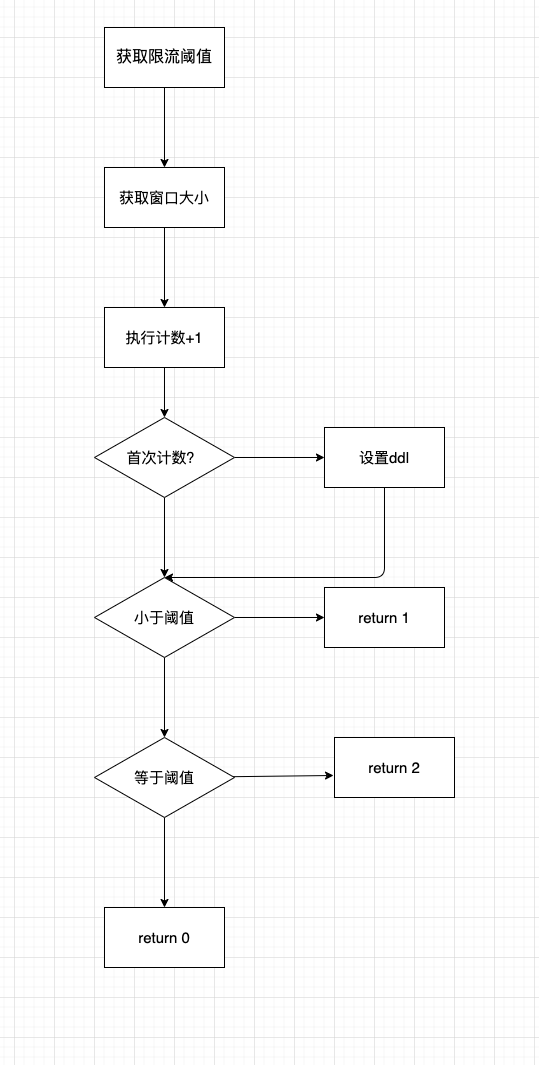 获取限流阈值
获取窗口大小
执行计数+1
首次计数?
设置ddl
小于阈值
return 1
等于阈值
return 2
return 0